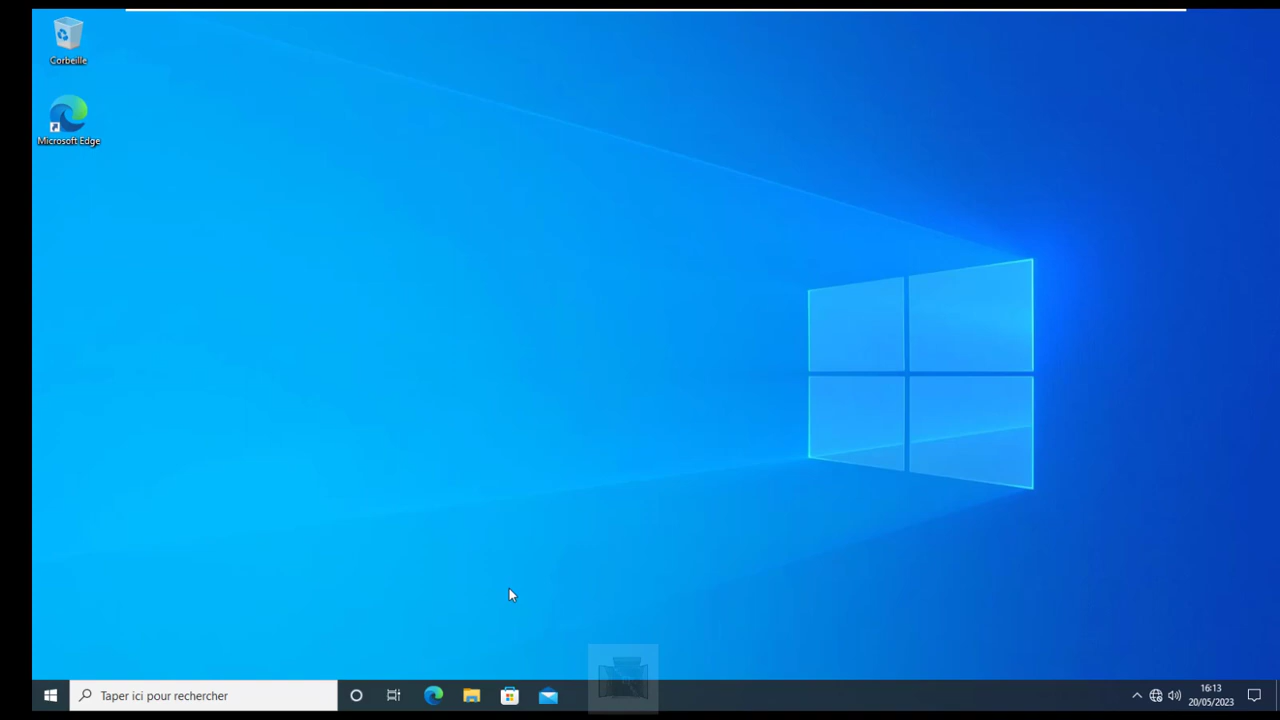 Corbeille
Microsoft Edge
Taper ici pour rechercher
16:13
20/05/2023